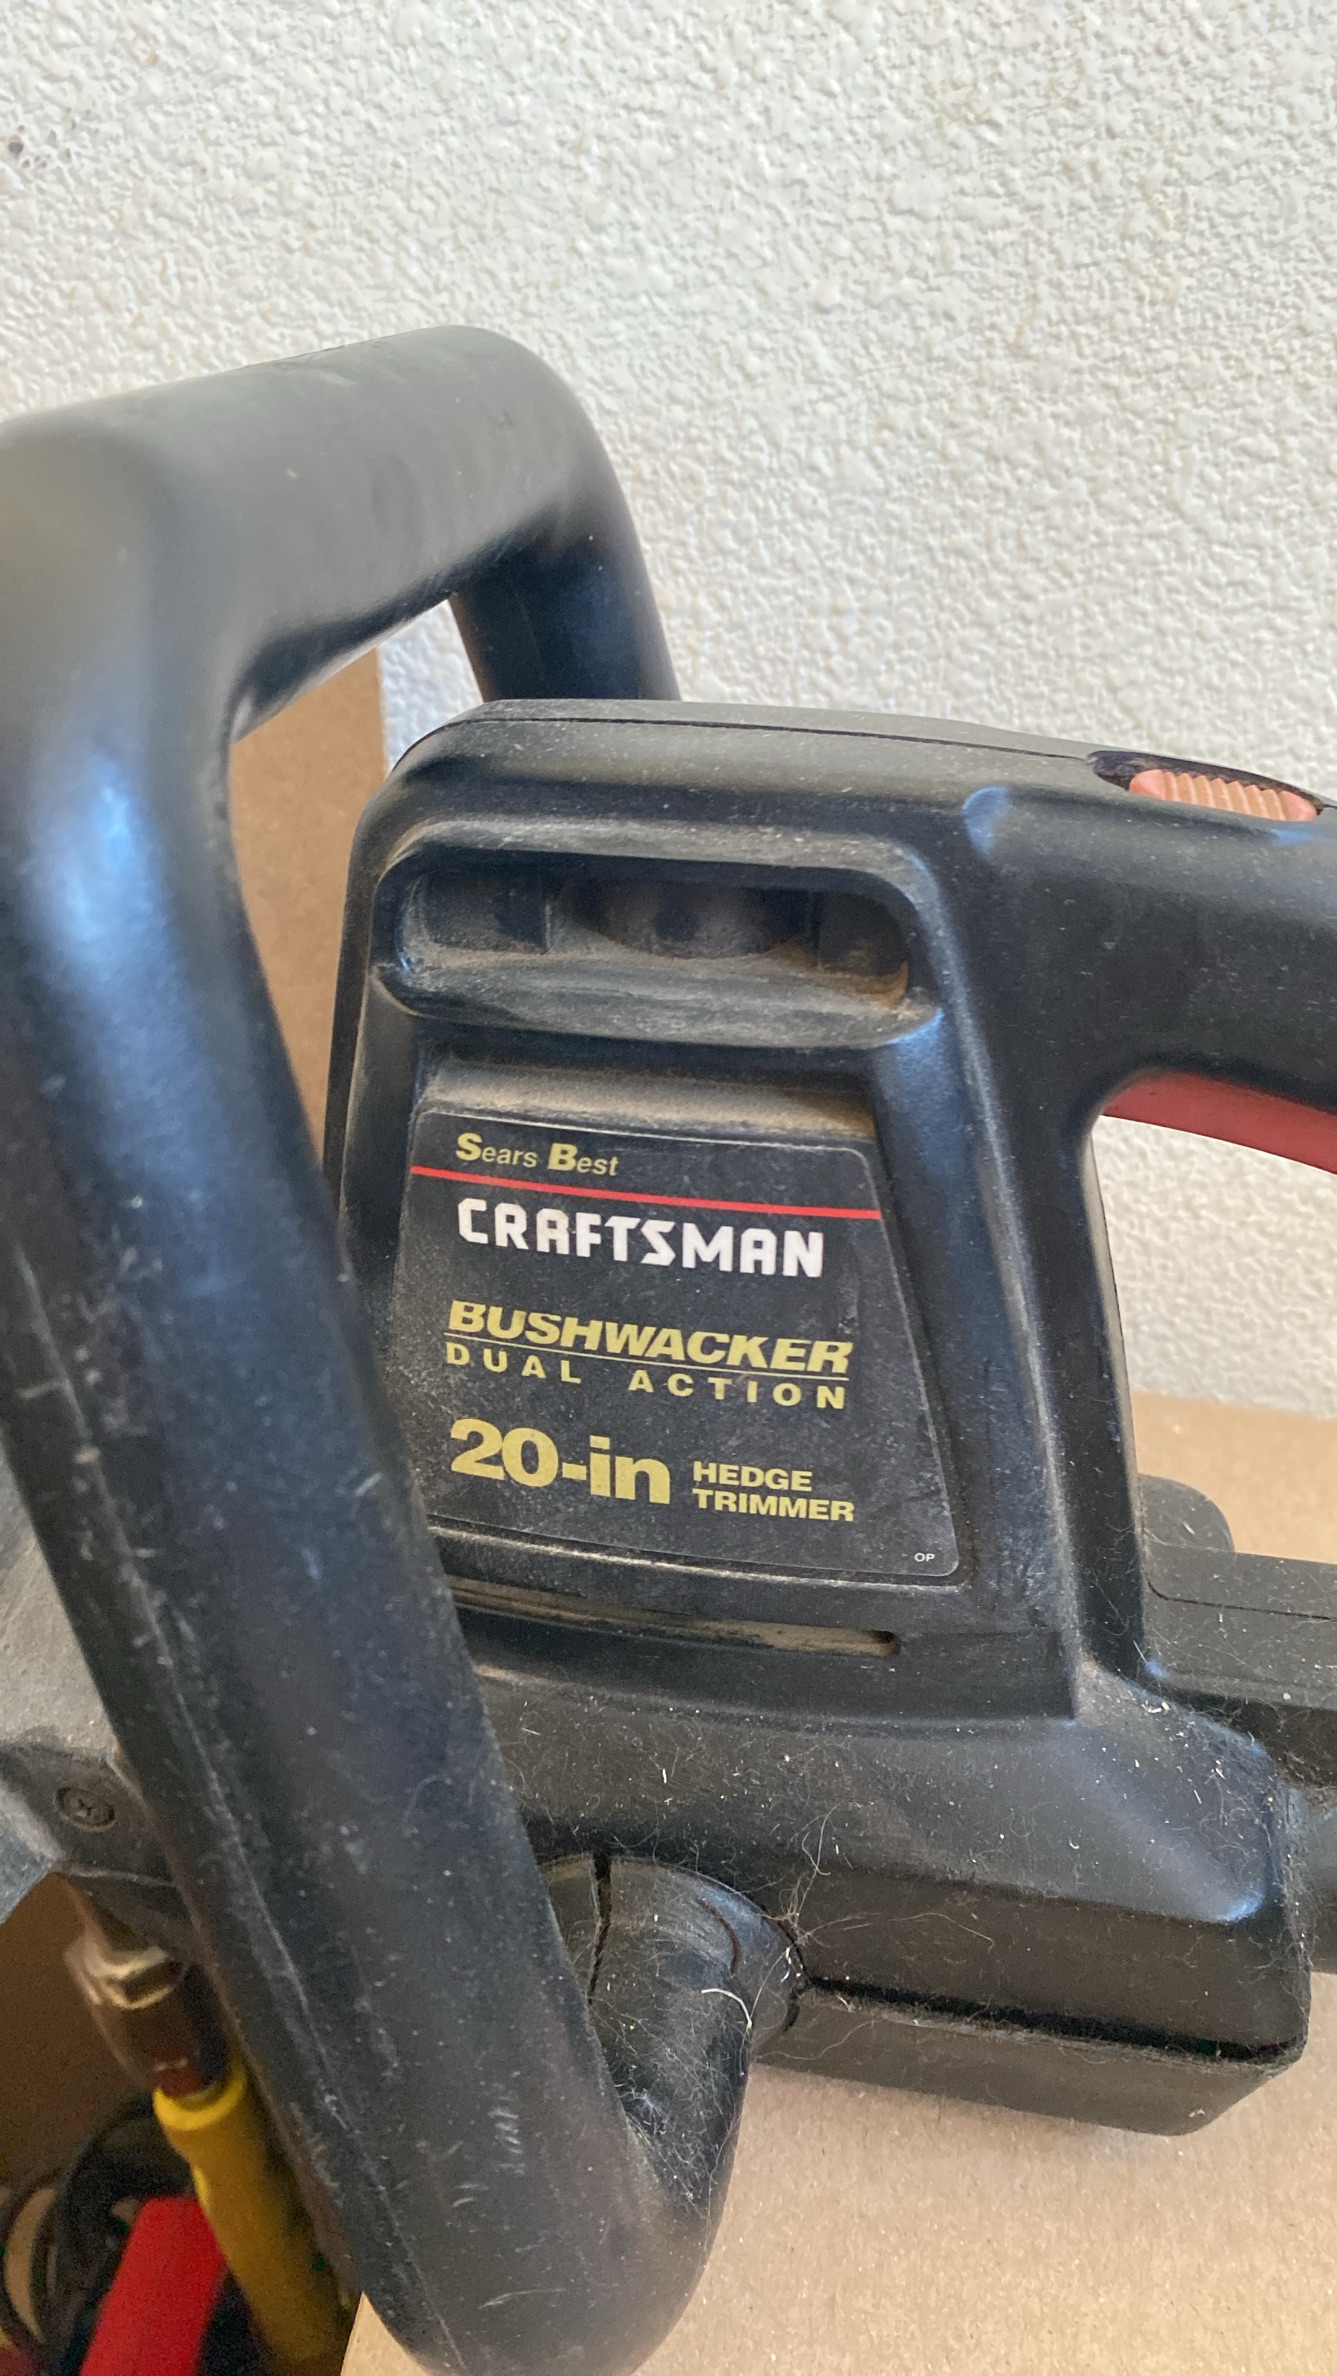 Sears Best
CRAFTSMAN
BUSHWACKER
DUAL ACTION
20-in HEDGE
TRIMMER
OP